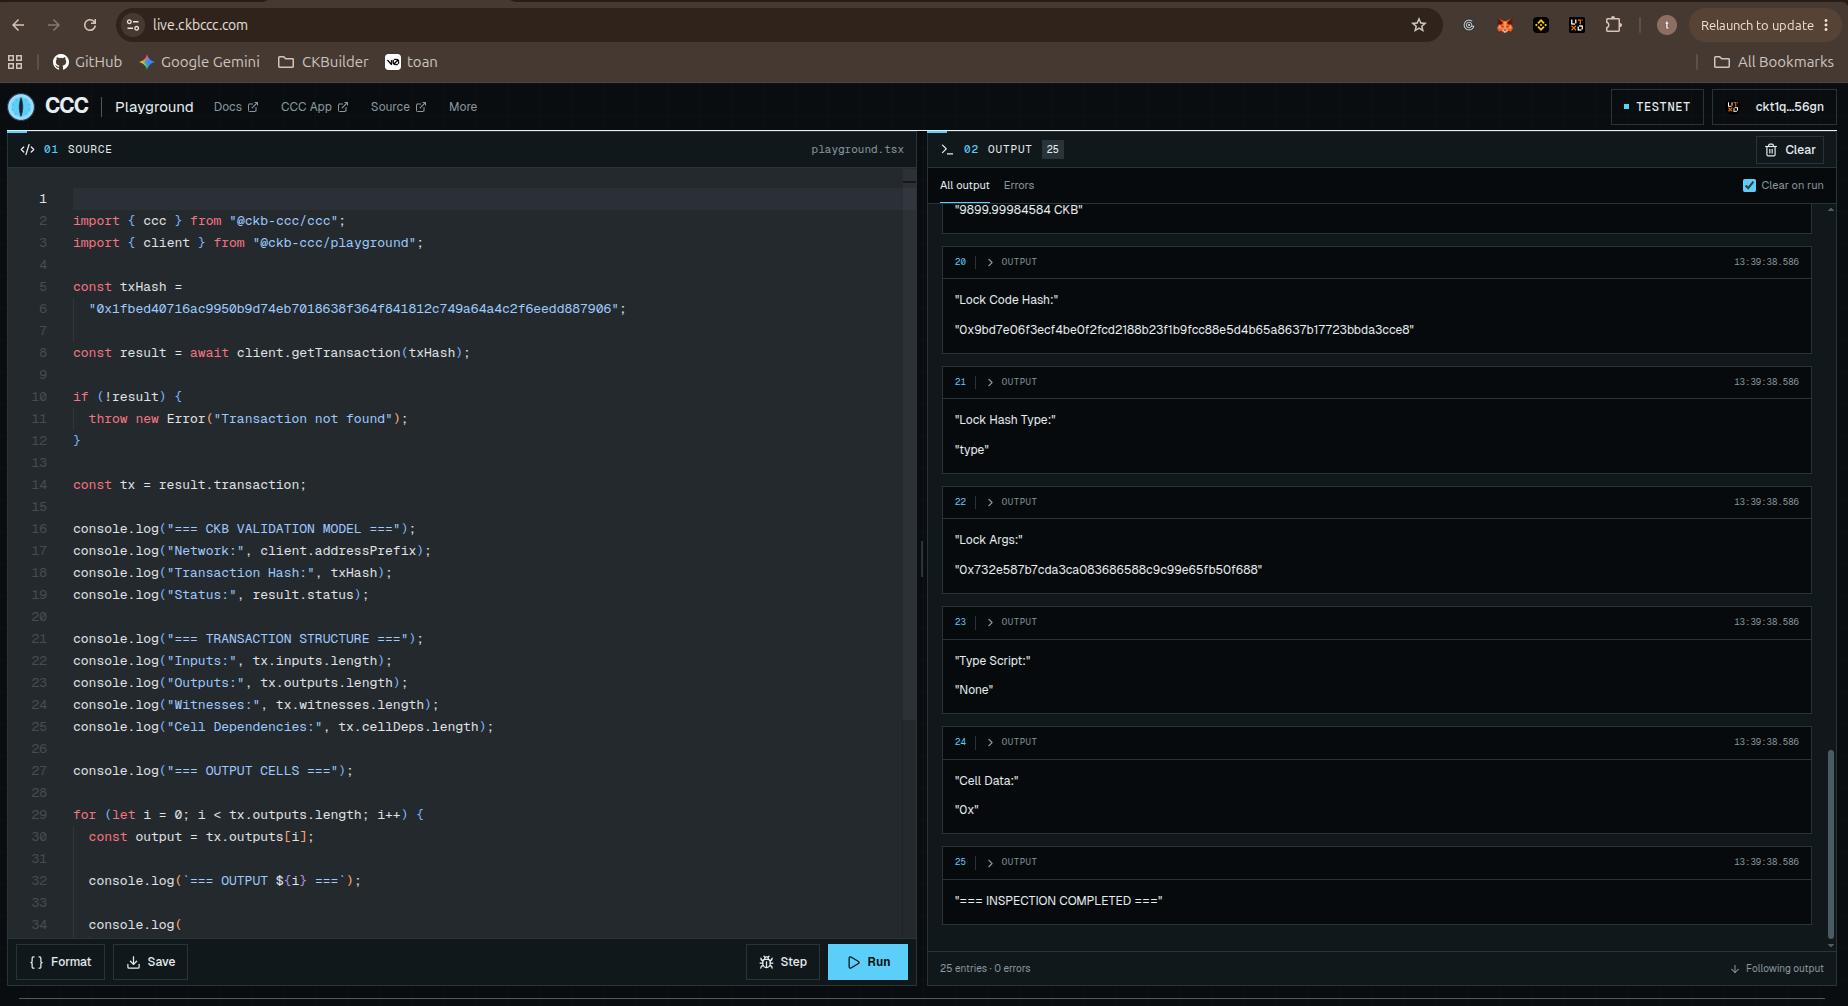 live.ckbccc.com
t
Relaunch to update
GitHub
Google Gemini
CKBuilder
toan
All Bookmarks
CCC
Playground
Docs
CCC App
Source
More
TESTNET
ckt1q...56gn
01 SOURCE
playground.tsx
1
2 import { ccc } from "@ckb-ccc/ccc";
3 import { client } from "@ckb-ccc/playground";
4
5 const txHash =
6 "0x1fbed40716ac9950b9d74eb7018638f364f841812c749a64a4c2f6eedd887906";
7
8 const result = await client.getTransaction(txHash);
9
10 if (!result) {
11 throw new Error("Transaction not found");
12 }
13
14 const tx = result.transaction;
15
16 console.log("=== CKB VALIDATION MODEL ===");
17 console.log("Network:", client.addressPrefix);
18 console.log("Transaction Hash:", txHash);
19 console.log("Status:", result.status);
20
21 console.log("=== TRANSACTION STRUCTURE ===");
22 console.log("Inputs:", tx.inputs.length);
23 console.log("Outputs:", tx.outputs.length);
24 console.log("Witnesses:", tx.witnesses.length);
25 console.log("Cell Dependencies:", tx.cellDeps.length);
26
27 console.log("=== OUTPUT CELLS ===");
28
29 for (let i = 0; i < tx.outputs.length; i++) {
30 const output = tx.outputs[i];
31
32 console.log(`=== OUTPUT ${i} ===`);
33
34 console.log(
{} Format
Save
Step
Run
02 OUTPUT 25
Clear
All output
Errors
Clear on run
"9899.99984584 CKB"
20 > OUTPUT 13:39:38.586
"Lock Code Hash:"
"0x9bd7e06f3ecf4be0f2fcd2188b23f1b9fcc88e5d4b65a8637b17723bbda3cce8"
21 > OUTPUT 13:39:38.586
"Lock Hash Type:"
"type"
22 > OUTPUT 13:39:38.586
"Lock Args:"
"0x732e587b7cda3ca083686588c9c99e65fb50f688"
23 > OUTPUT 13:39:38.586
"Type Script:"
"None"
24 > OUTPUT 13:39:38.586
"Cell Data:"
"0x"
25 > OUTPUT 13:39:38.586
"=== INSPECTION COMPLETED ==="
25 entries · 0 errors
Following output